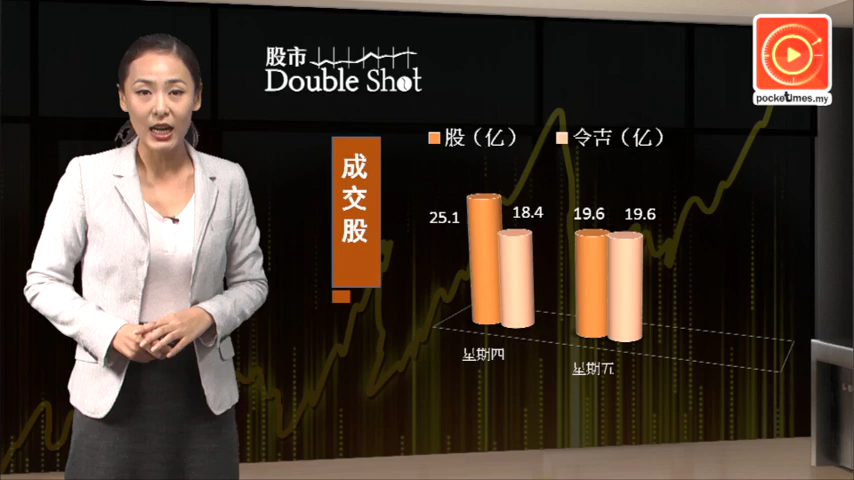 股市
Double Shot
pocketimes.my
股（亿）
令吉（亿）
成交股
25.1
18.4
19.6
19.6
星期四
星期五